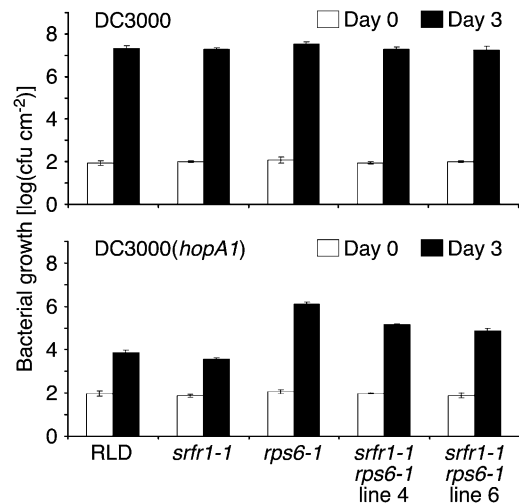 DC3000
Day 0
Day 3
8
6
4
2
0
DC3000(hopA1)
Day 0
Day 3
8
6
4
2
0
Bacterial growth [log(cfu cm-2)]
RLD
srfr1-1
rps6-1
srfr1-1
rps6-1
line 4
srfr1-1
rps6-1
line 6